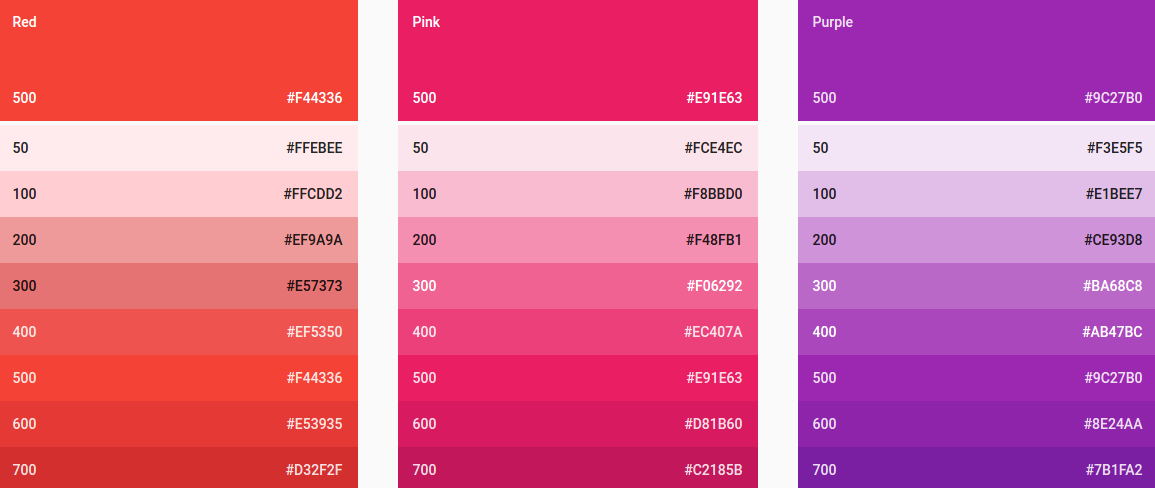 Red
500 #F44336
50 #FFEBEE
100 #FFCDD2
200 #EF9A9A
300 #E57373
400 #EF5350
500 #F44336
600 #E53935
700 #D32F2F
Pink
500 #E91E63
50 #FCE4EC
100 #F8BBD0
200 #F48FB1
300 #F06292
400 #EC407A
500 #E91E63
600 #D81B60
700 #C2185B
Purple
500 #9C27B0
50 #F3E5F5
100 #E1BEE7
200 #CE93D8
300 #BA68C8
400 #AB47BC
500 #9C27B0
600 #8E24AA
700 #7B1FA2